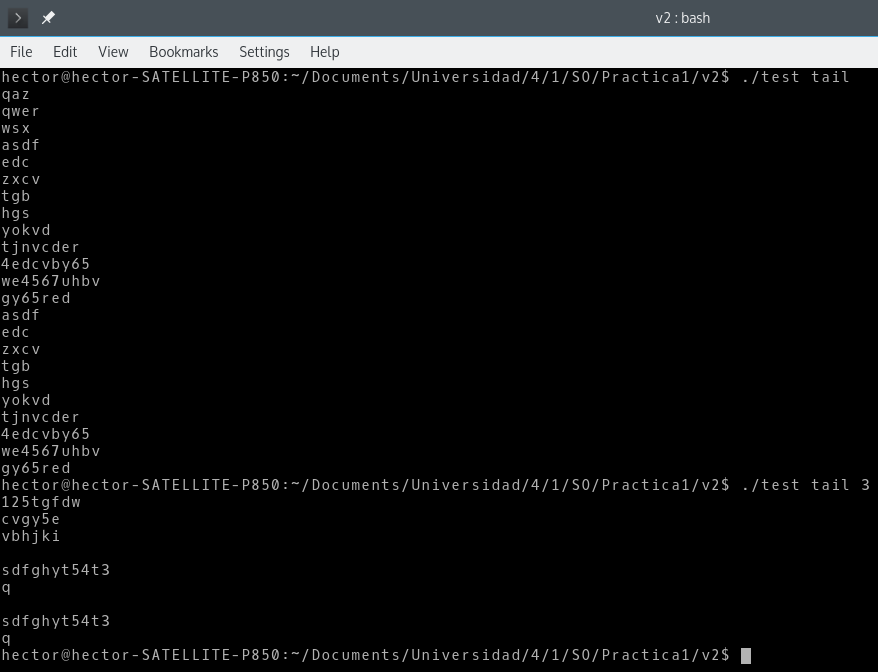 v2 : bash
File Edit View Bookmarks Settings Help
hector@hector-SATELLITE-P850:~/Documents/Universidad/4/1/SO/Practica1/v2$ ./test tail
qaz
qwer
wsx
asdf
edc
zxcv
tgb
hgs
yokvd
tjnvcder
4edcvby65
we4567uhbv
gy65red
asdf
edc
zxcv
tgb
hgs
yokvd
tjnvcder
4edcvby65
we4567uhbv
gy65red
hector@hector-SATELLITE-P850:~/Documents/Universidad/4/1/SO/Practica1/v2$ ./test tail 3
125tgfdw
cvgy5e
vbhjki

sdfghyt54t3
q

sdfghyt54t3
q
hector@hector-SATELLITE-P850:~/Documents/Universidad/4/1/SO/Practica1/v2$